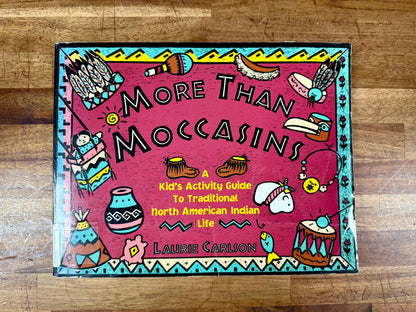 MORE THAN
MOCCASINS
A
Kid's Activity Guide
To Traditional
North American Indian
Life
LAURIE CARLSON